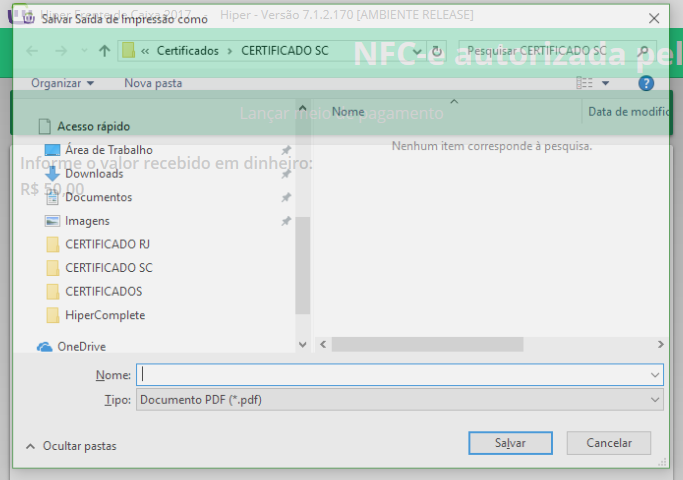 Hiper Frente de Caixa 2017
Hiper - Versão 7.1.2.170 [AMBIENTE RELEASE]
Salvar Saída de Impressão como
« Certificados › CERTIFICADO SC
Pesquisar CERTIFICADO SC
NFC-e autorizada pel
Organizar
Nova pasta
?
Nome
Data de modific
Lançar meio de pagamento
Acesso rápido
Nenhum item corresponde à pesquisa.
Área de Trabalho
Informe o valor recebido em dinheiro:
Downloads
R$ 50,00
Documentos
Imagens
CERTIFICADO RJ
CERTIFICADO SC
CERTIFICADOS
HiperComplete
OneDrive
Nome:
Tipo: Documento PDF (*.pdf)
Ocultar pastas
Salvar
Cancelar